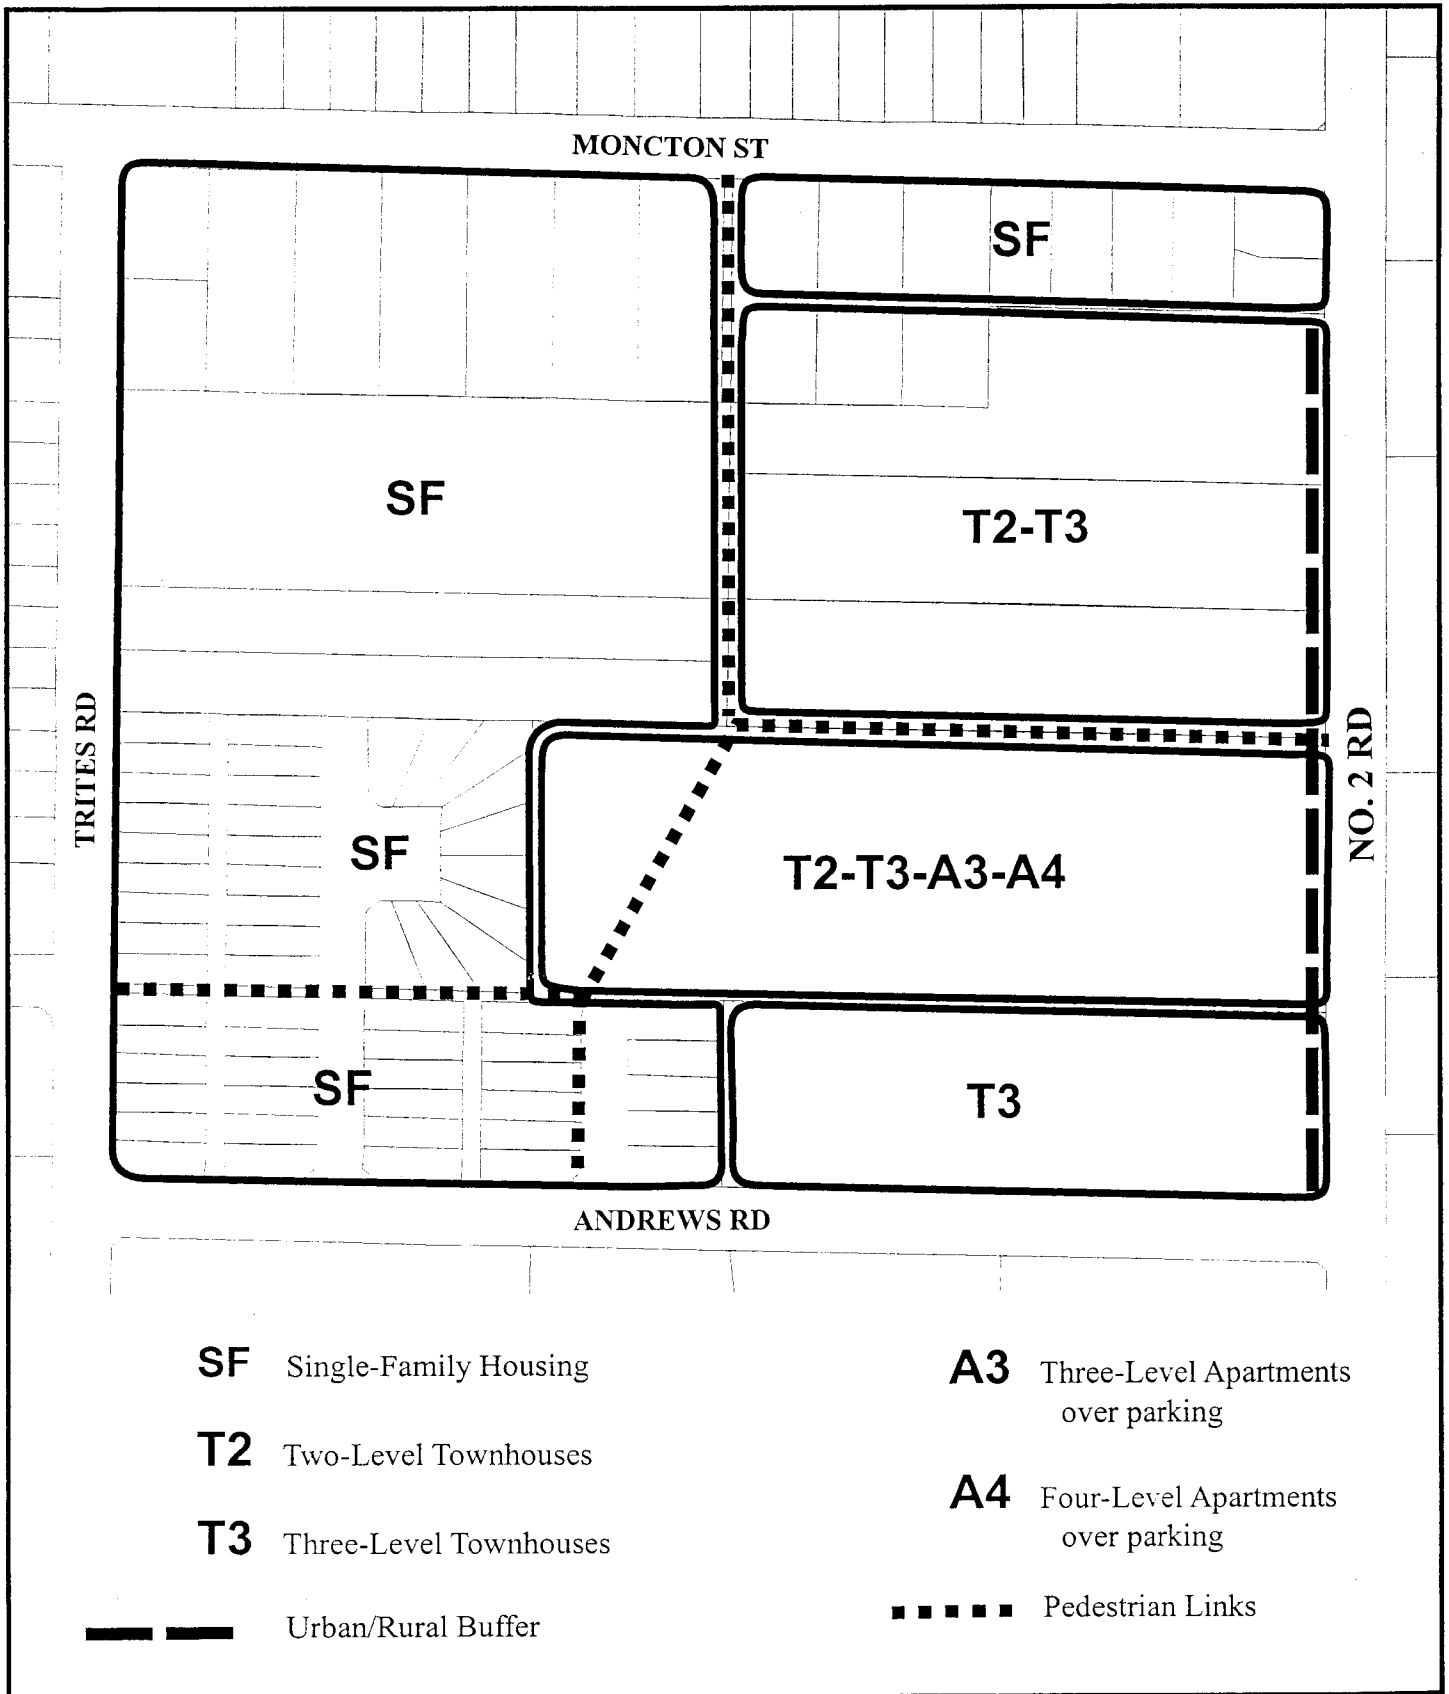 MONCTON ST
SF
SF
T2-T3
TRITES RD
NO. 2 RD
SF
T2-T3-A3-A4
SF
T3
ANDREWS RD
SF Single-Family Housing
T2 Two-Level Townhouses
T3 Three-Level Townhouses
Urban/Rural Buffer
A3 Three-Level Apartments
over parking
A4 Four-Level Apartments
over parking
Pedestrian Links